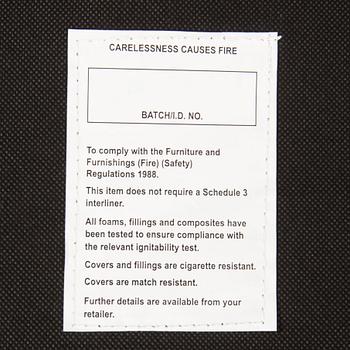 CARELESSNESS CAUSES FIRE
BATCH/I.D. NO.
To comply with the Furniture and
Furnishings (Fire) (Safety)
Regulations 1988.
This item does not require a Schedule 3
interliner.
All foams, fillings and composites have
been tested to ensure compliance with
the relevant ignitability test.
Covers and fillings are cigarette resistant.
Covers are match resistant.
Further details are available from your
retailer.